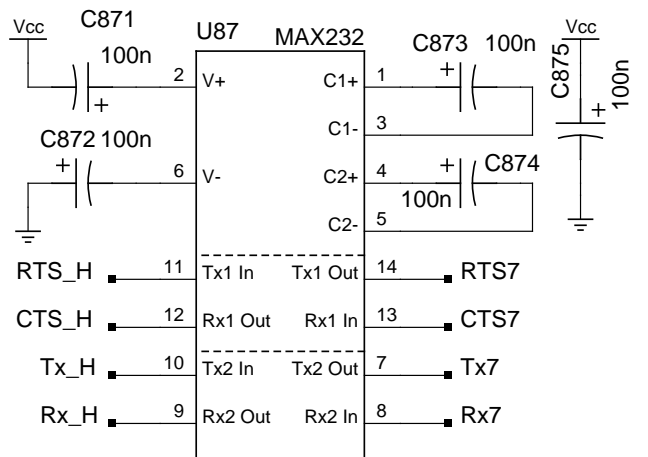 C871
Vcc
100n
+
U87 MAX232
2 V+
C1+ 1
C873 100n
+
C1- 3
Vcc
C875
100n
+
C872 100n
+
6 V-
C2+ 4
+
C874
100n
C2- 5
RTS_H 11 Tx1 In Tx1 Out 14 RTS7
CTS_H 12 Rx1 Out Rx1 In 13 CTS7
Tx_H 10 Tx2 In Tx2 Out 7 Tx7
Rx_H 9 Rx2 Out Rx2 In 8 Rx7